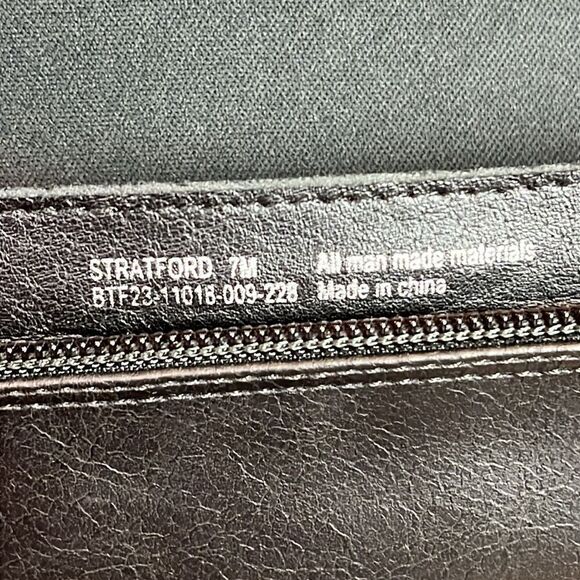 STRATFORD 7M
BTF23-11018-009-228
All man made materials
Made in china